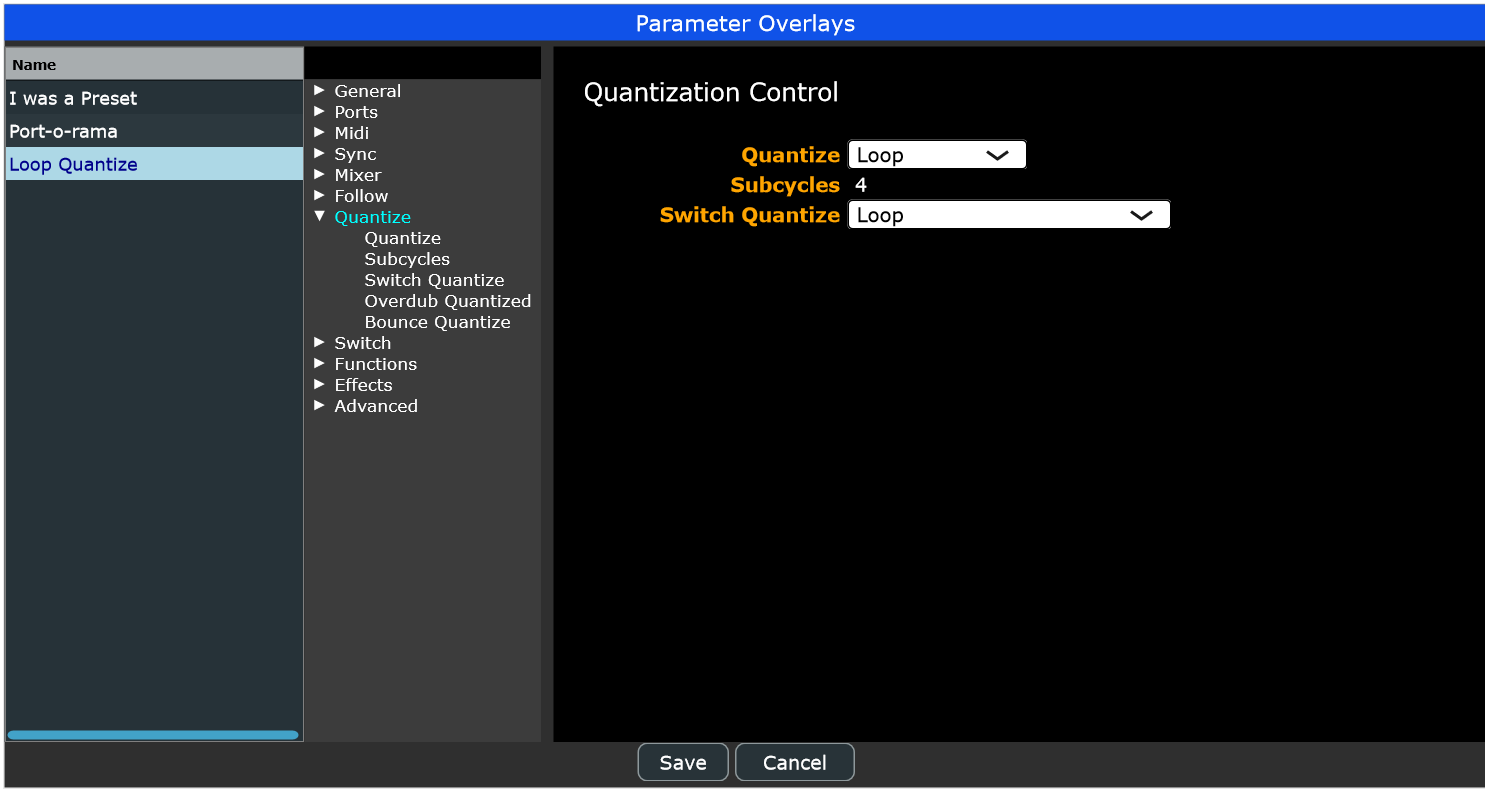 Parameter Overlays
Name
I was a Preset
Port-o-rama
Loop Quantize
General
Ports
Midi
Sync
Mixer
Follow
Quantize
Quantize
Subcycles
Switch Quantize
Overdub Quantized
Bounce Quantize
Switch
Functions
Effects
Advanced
Quantization Control
Quantize Loop
Subcycles 4
Switch Quantize Loop
Save Cancel